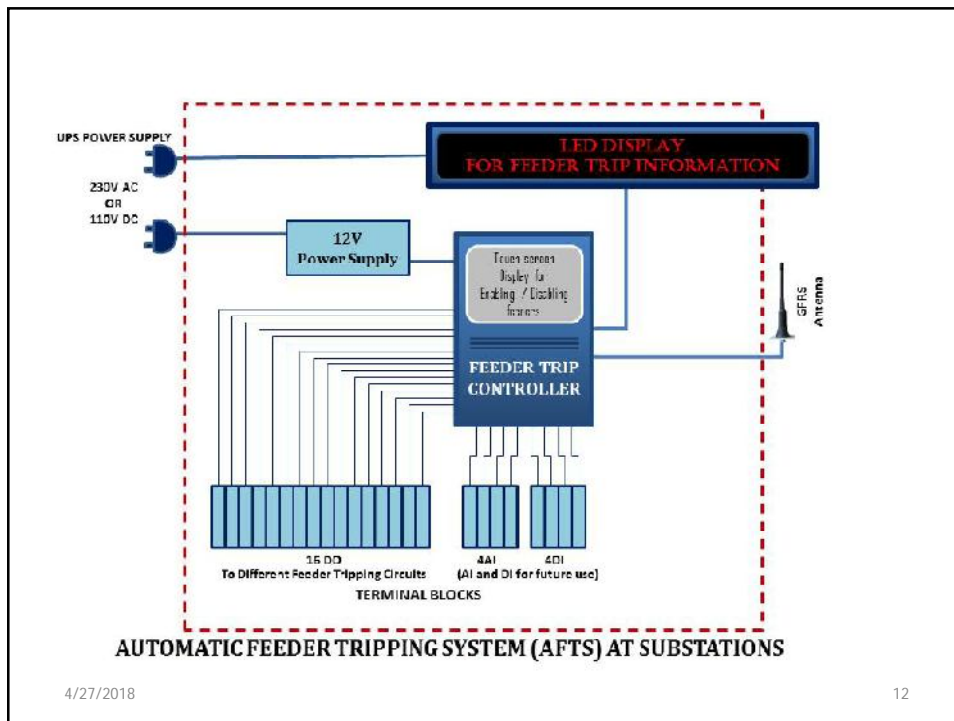 UPS POWER SUPPLY
230V AC
OR
110V DC
LED DISPLAY
FOR FEEDER TRIP INFORMATION
12V
Power Supply
Touch screen
Display for
Enabling / Disabling
feeders
FEEDER TRIP
CONTROLLER
GPRS
Antenna
16 DO
To Different Feeder Tripping Circuits
4AI
4DI
(AI and DI for future use)
TERMINAL BLOCKS
AUTOMATIC FEEDER TRIPPING SYSTEM (AFTS) AT SUBSTATIONS
4/27/2018
12